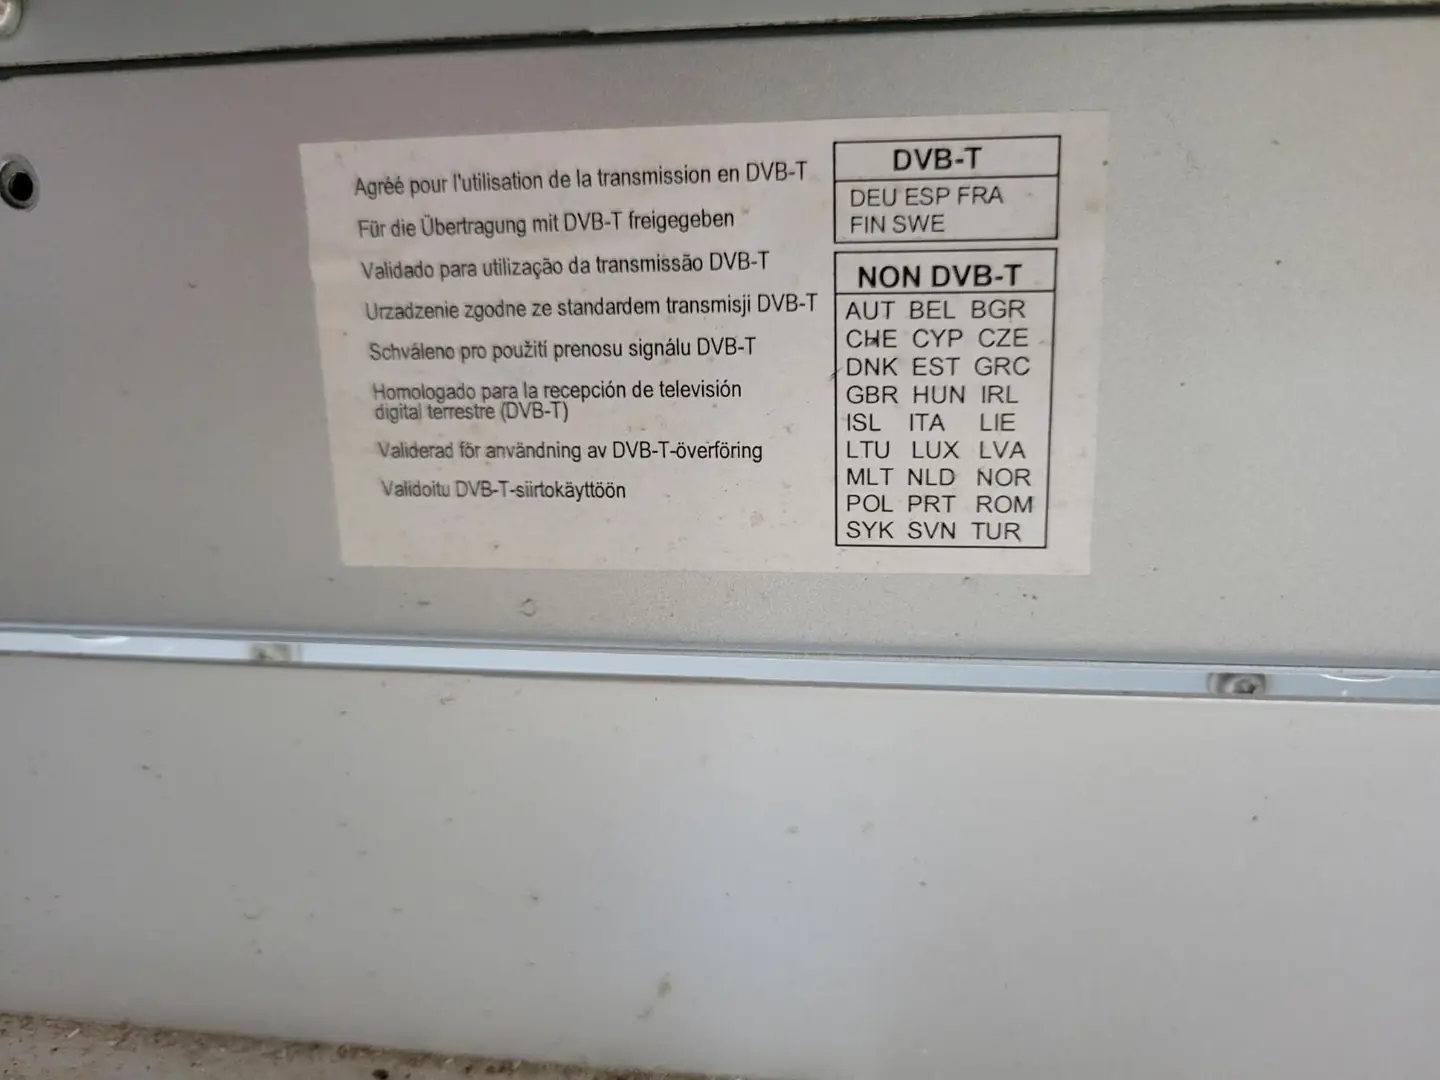 Agréé pour l'utilisation de la transmission en DVB-T
Für die Übertragung mit DVB-T freigegeben
Validado para utilização da transmissão DVB-T
Urzadzenie zgodne ze standardem transmisji DVB-T
Schváleno pro použití prenosu signálu DVB-T
Homologado para la recepción de televisión
digital terrestre (DVB-T)
Validerad för användning av DVB-T-överföring
Validoitu DVB-T-siirtokäyttöön
DVB-T
DEU ESP FRA
FIN SWE
NON DVB-T
AUT BEL BGR
CHE CYP CZE
DNK EST GRC
GBR HUN IRL
ISL ITA LIE
LTU LUX LVA
MLT NLD NOR
POL PRT ROM
SYK SVN TUR